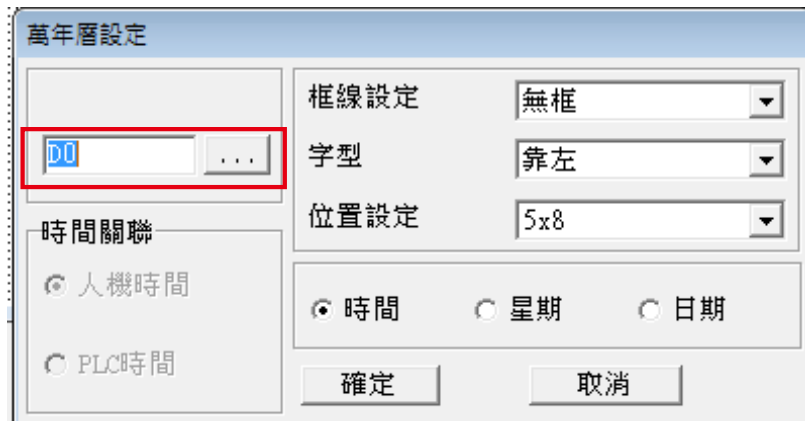 萬年層設定
D0
...
時間關聯
人機時間
PLC時間
框線設定 無框
字型 靠左
位置設定 5x8
時間 星期 日期
確定 取消